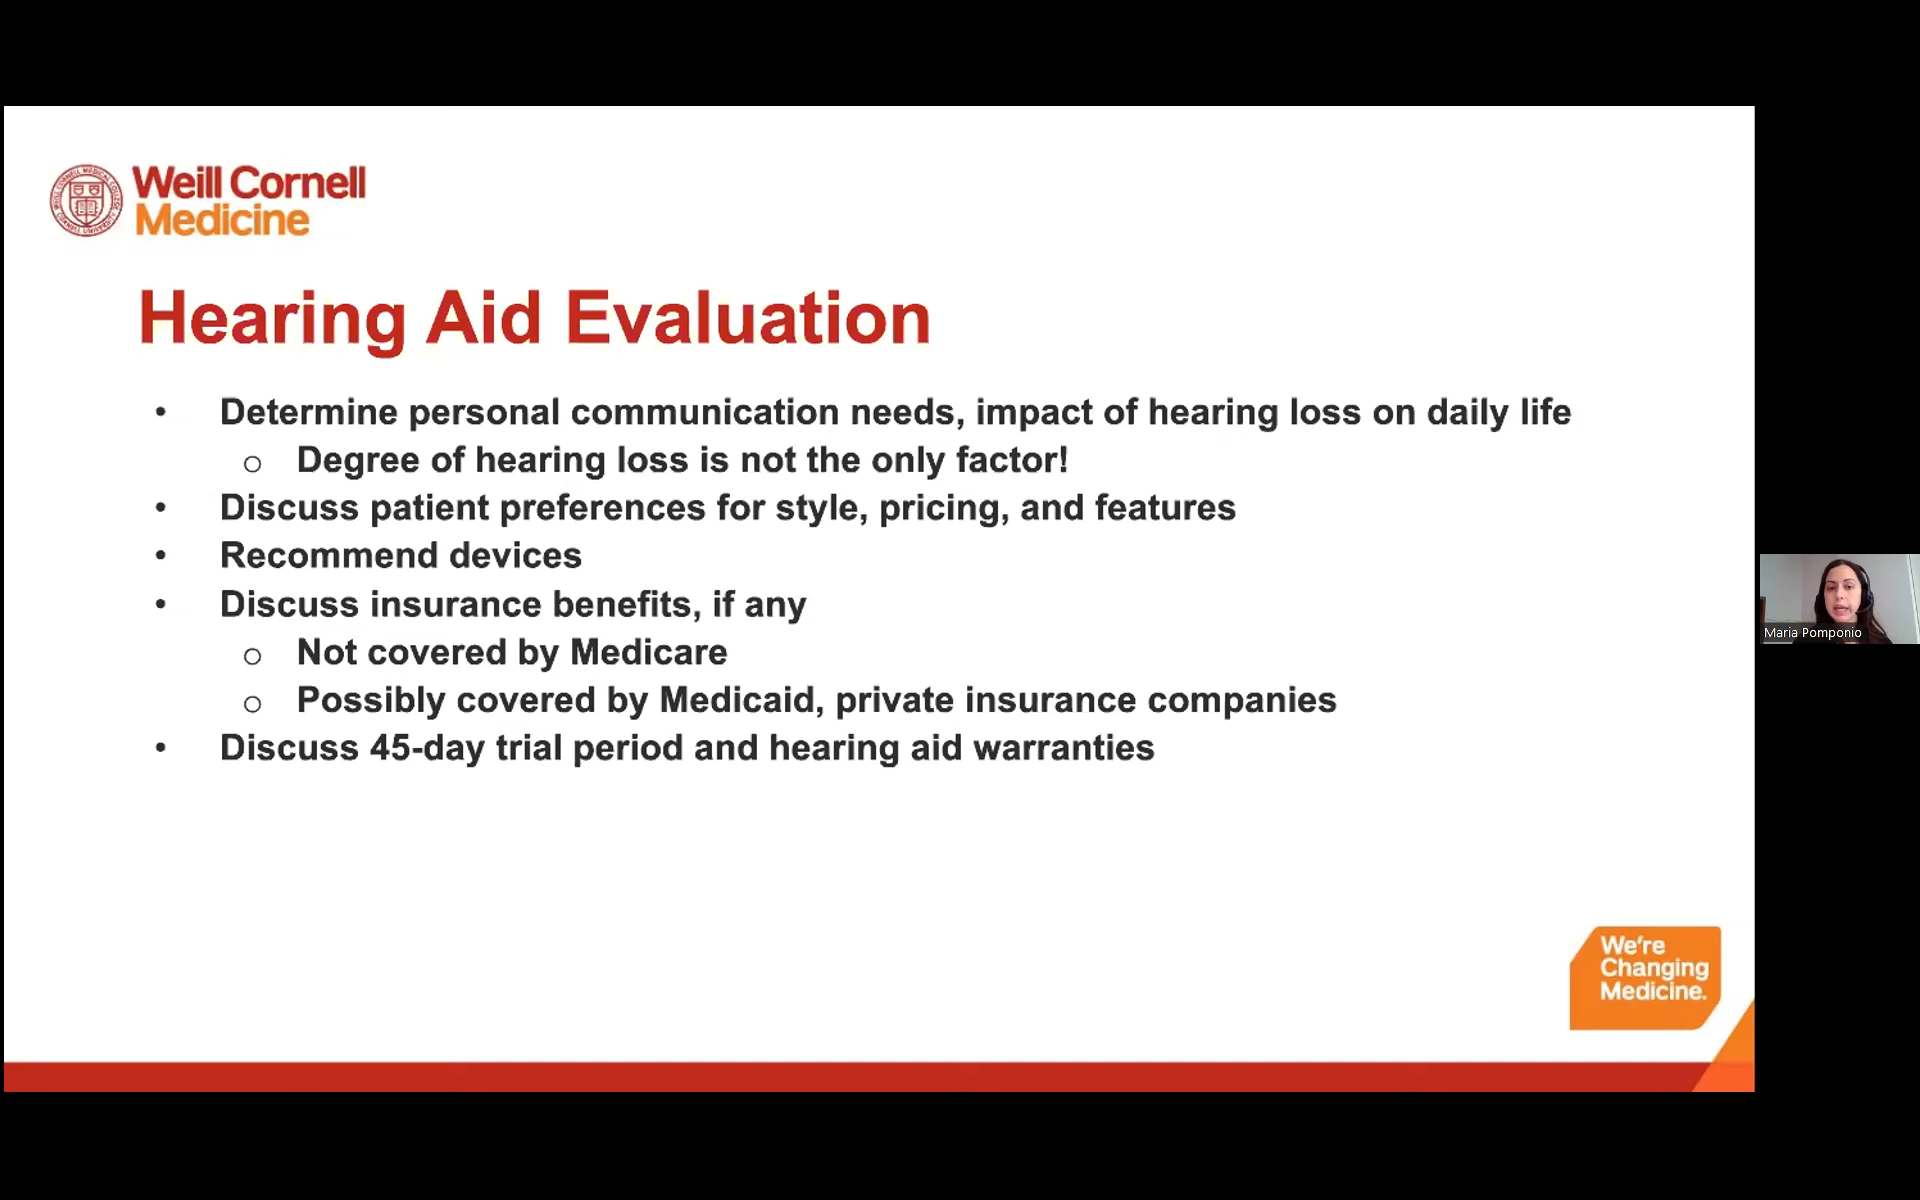 Weill Cornell
Medicine
Hearing Aid Evaluation
• Determine personal communication needs, impact of hearing loss on daily life
o Degree of hearing loss is not the only factor!
• Discuss patient preferences for style, pricing, and features
• Recommend devices
• Discuss insurance benefits, if any
o Not covered by Medicare
o Possibly covered by Medicaid, private insurance companies
• Discuss 45-day trial period and hearing aid warranties
Maria Pomponio
We're
Changing
Medicine.